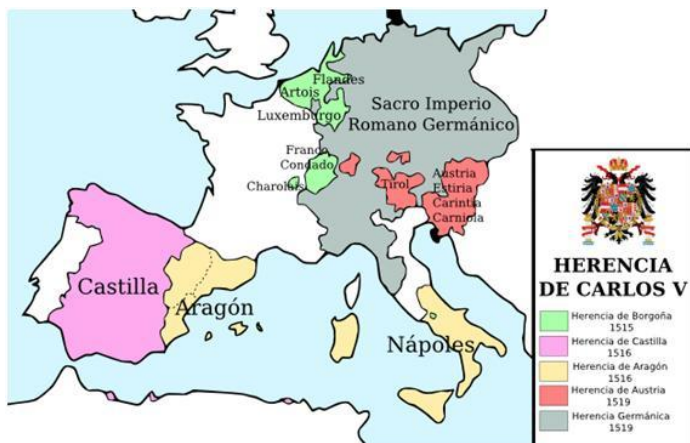 Flandes
Artois
Luxemburgo
Sacro Imperio
Romano Germánico
Franco
Condado
Charolais
Tirol
Austria
Estiria
Carintia
Carniola
Castilla
Aragón
Nápoles
HERENCIA
DE CARLOS V
Herencia de Borgoña
1515
Herencia de Castilla
1516
Herencia de Aragón
1516
Herencia de Austria
1519
Herencia Germánica
1519